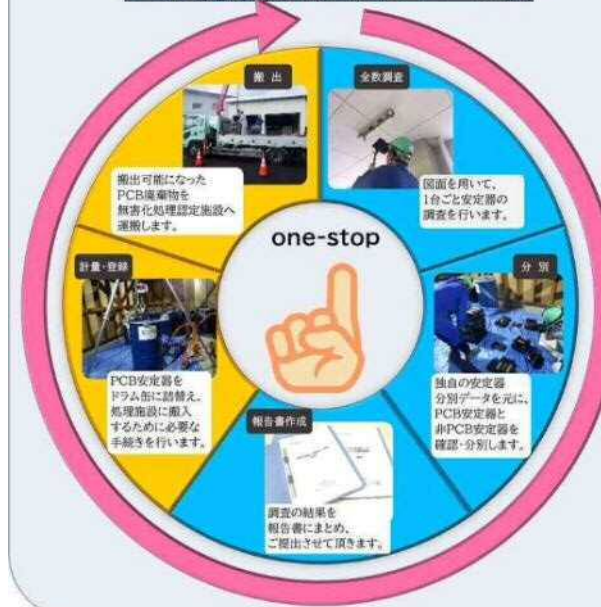 搬出
搬出可能になった
PCB廃棄物を
無害化処理認定施設へ
運搬します。
全数調査
図面を用いて、
1台ごと安定器の
調査を行います。
one-stop
計量・登録
PCB安定器を
ドラム缶に詰替え、
処理施設に搬入
するために必要な
手続きを行います。
分別
独自の安定器
分別データを元に、
PCB安定器と
非PCB安定器を
確認・分別します。
報告書作成
調査の結果を
報告書にまとめ、
ご提出させて頂きます。